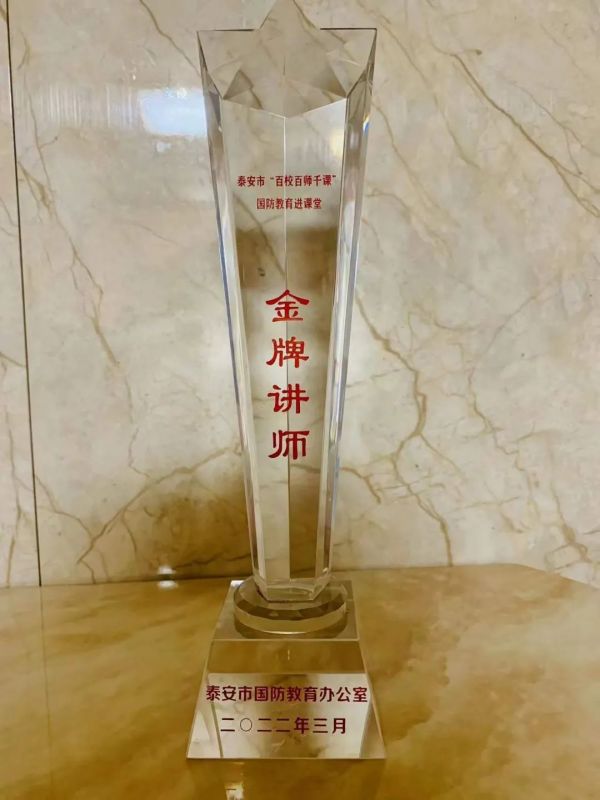 泰安市“百校百师千课”
国防教育进课堂
金牌讲师
泰安市国防教育办公室
二〇二二年三月